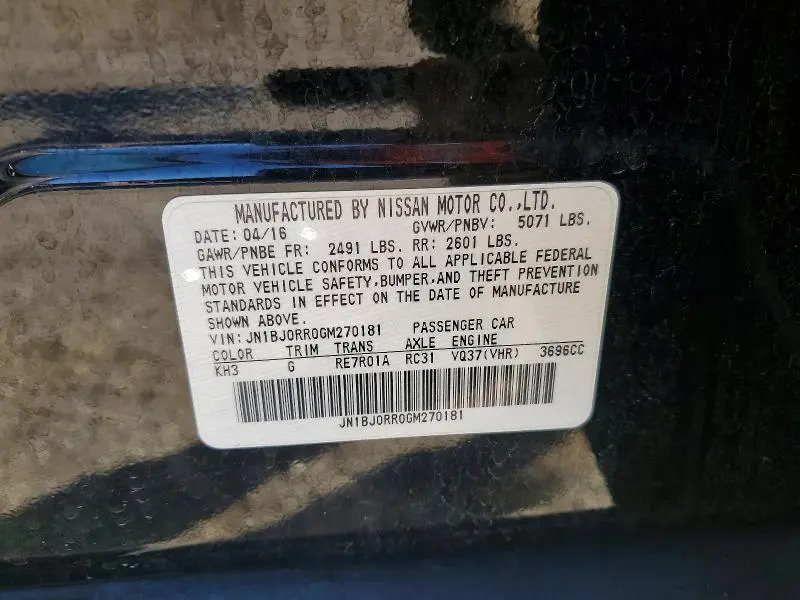 MANUFACTURED BY NISSAN MOTOR CO.,LTD.
DATE: 04/16 GVWR/PNBV: 5071 LBS.
GAWR/PNBE FR: 2491 LBS. RR: 2601 LBS.
THIS VEHICLE CONFORMS TO ALL APPLICABLE FEDERAL
MOTOR VEHICLE SAFETY,BUMPER,AND THEFT PREVENTION
STANDARDS IN EFFECT ON THE DATE OF MANUFACTURE
SHOWN ABOVE.
VIN:JN1BJ0RR0GM270181 PASSENGER CAR
COLOR TRIM TRANS AXLE ENGINE
KH3 G RE7R01A RC31 VQ37(VHR) 3696CC
JN1BJ0RR0GM270181